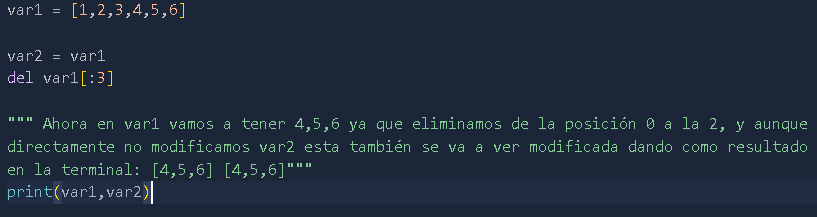 var1 = [1,2,3,4,5,6]
var2 = var1
del var1[:3]
""" Ahora en var1 vamos a tener 4,5,6 ya que eliminamos de la posición 0 a la 2, y aunque
directamente no modificamos var2 esta también se va a ver modificada dando como resultado
en la terminal: [4,5,6] [4,5,6]"""
print(var1,var2)